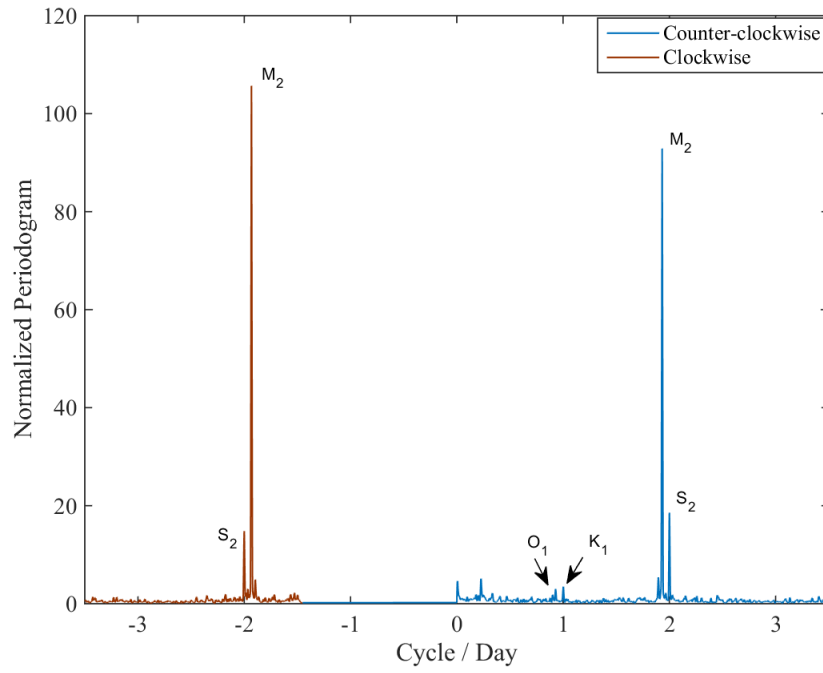 120
100
80
60
40
20
0
Normalized Periodogram
Counter-clockwise
Clockwise
M2
M2
S2
O1
K1
S2
-3
-2
-1
0
1
2
3
Cycle / Day